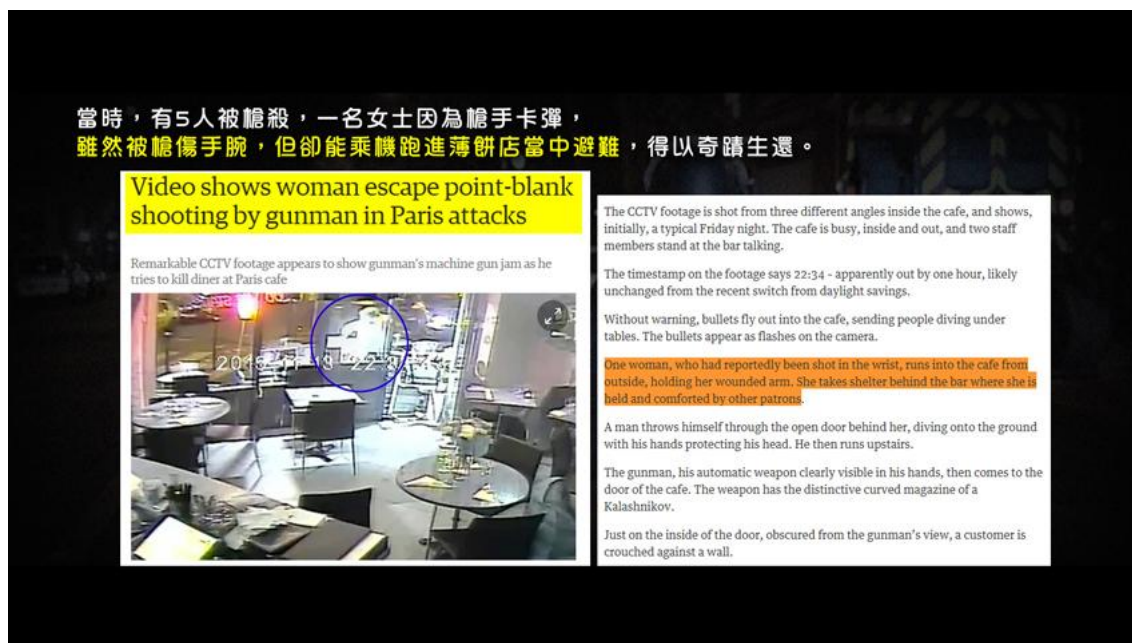 當時，有5人被槍殺，一名女士因為槍手卡彈，
雖然被槍傷手腕，但卻能乘機跑進薄餅店當中避難，得以奇蹟生還。
Video shows woman escape point-blank
shooting by gunman in Paris attacks
Remarkable CCTV footage appears to show gunman's machine gun jam as he
tries to kill diner at Paris cafe
The CCTV footage is shot from three different angles inside the cafe, and shows,
initially, a typical Friday night. The cafe is busy, inside and out, and two staff
members stand at the bar talking.
The timestamp on the footage says 22:34 - apparently out by one hour, likely
unchanged from the recent switch from daylight savings.
Without warning, bullets fly out into the cafe, sending people diving under
tables. The bullets appear as flashes on the camera.
One woman, who had reportedly been shot in the wrist, runs into the cafe from
outside, holding her wounded arm. She takes shelter behind the bar where she is
held and comforted by other patrons.
A man throws himself through the open door behind her, diving onto the ground
with his hands protecting his head. He then runs upstairs.
The gunman, his automatic weapon clearly visible in his hands, then comes to the
door of the cafe. The weapon has the distinctive curved magazine of a
Kalashnikov.
Just on the inside of the door, obscured from the gunman's view, a customer is
crouched against a wall.